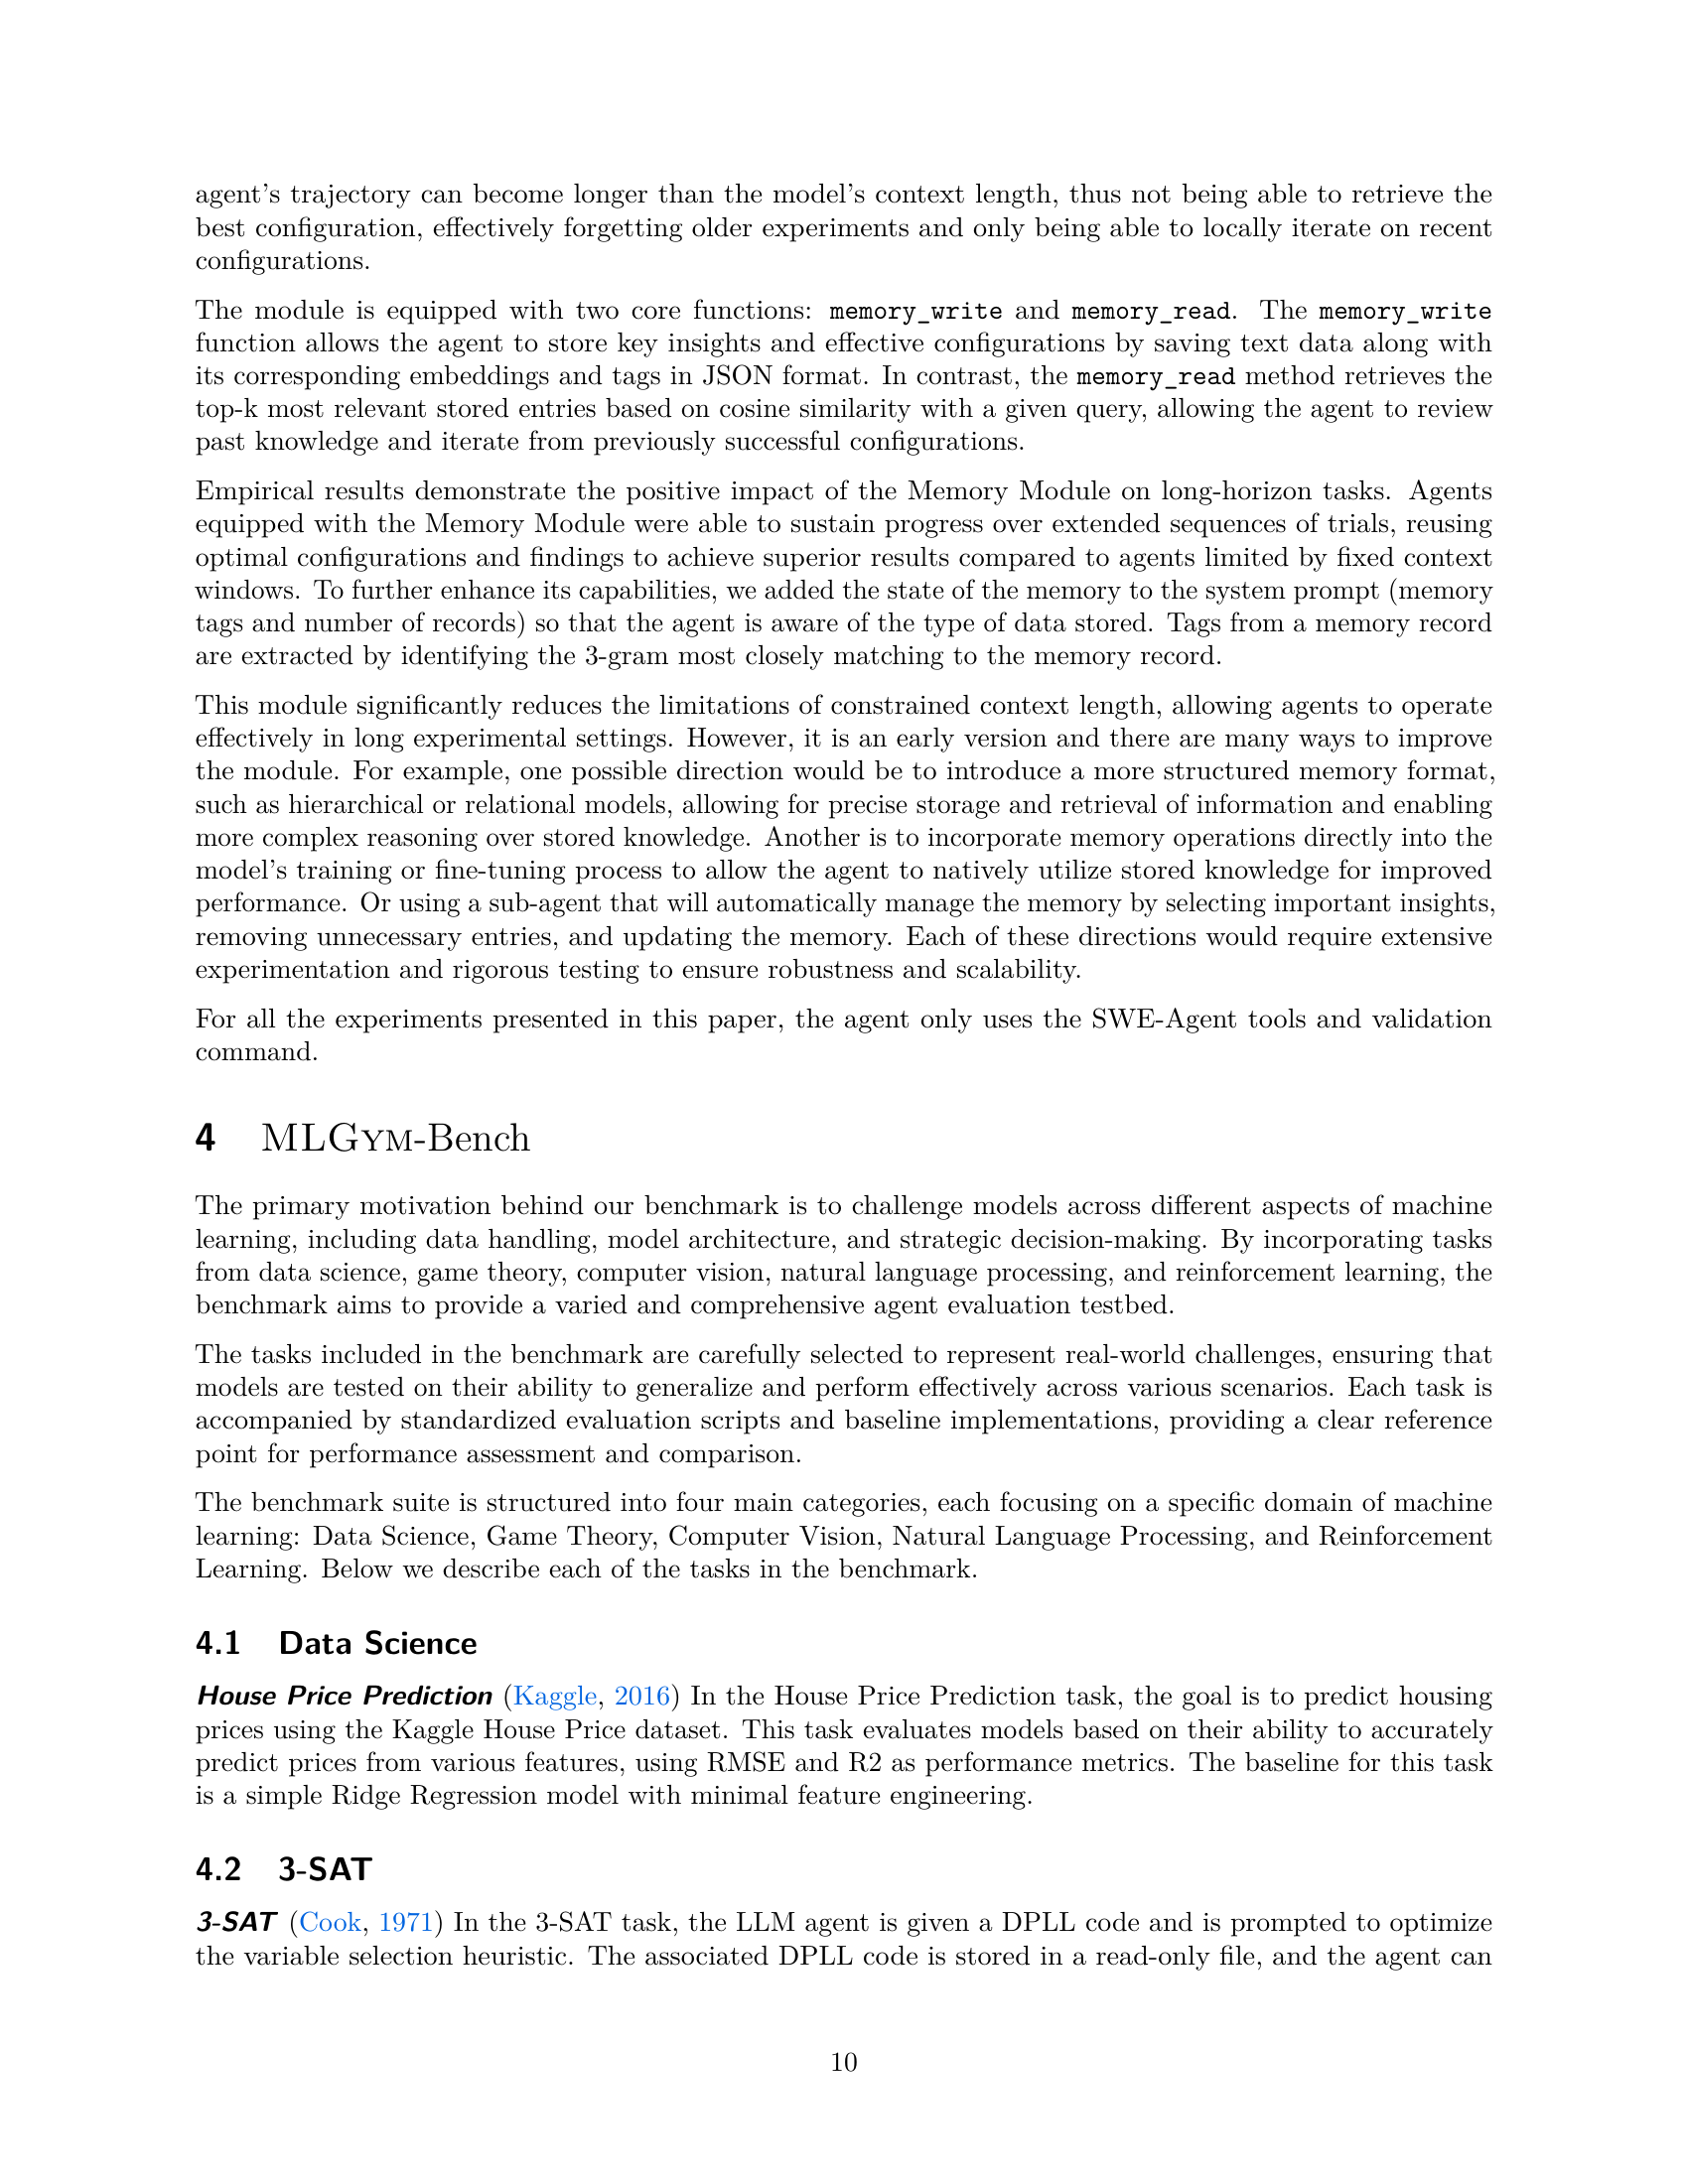 agent's trajectory can become longer than the model's context length, thus not being able to retrieve the
best configuration, effectively forgetting older experiments and only being able to locally iterate on recent
configurations.
The module is equipped with two core functions: memory_write and memory_read. The memory_write
function allows the agent to store key insights and effective configurations by saving text data along with
its corresponding embeddings and tags in JSON format. In contrast, the memory_read method retrieves the
top-k most relevant stored entries based on cosine similarity with a given query, allowing the agent to review
past knowledge and iterate from previously successful configurations.
Empirical results demonstrate the positive impact of the Memory Module on long-horizon tasks. Agents
equipped with the Memory Module were able to sustain progress over extended sequences of trials, reusing
optimal configurations and findings to achieve superior results compared to agents limited by fixed context
windows. To further enhance its capabilities, we added the state of the memory to the system prompt (memory
tags and number of records) so that the agent is aware of the type of data stored. Tags from a memory record
are extracted by identifying the 3-gram most closely matching to the memory record.
This module significantly reduces the limitations of constrained context length, allowing agents to operate
effectively in long experimental settings. However, it is an early version and there are many ways to improve
the module. For example, one possible direction would be to introduce a more structured memory format,
such as hierarchical or relational models, allowing for precise storage and retrieval of information and enabling
more complex reasoning over stored knowledge. Another is to incorporate memory operations directly into the
model's training or fine-tuning process to allow the agent to natively utilize stored knowledge for improved
performance. Or using a sub-agent that will automatically manage the memory by selecting important insights,
removing unnecessary entries, and updating the memory. Each of these directions would require extensive
experimentation and rigorous testing to ensure robustness and scalability.
For all the experiments presented in this paper, the agent only uses the SWE-Agent tools and validation
command.
4 MLGYM-Bench
The primary motivation behind our benchmark is to challenge models across different aspects of machine
learning, including data handling, model architecture, and strategic decision-making. By incorporating tasks
from data science, game theory, computer vision, natural language processing, and reinforcement learning, the
benchmark aims to provide a varied and comprehensive agent evaluation testbed.
The tasks included in the benchmark are carefully selected to represent real-world challenges, ensuring that
models are tested on their ability to generalize and perform effectively across various scenarios. Each task is
accompanied by standardized evaluation scripts and baseline implementations, providing a clear reference
point for performance assessment and comparison.
The benchmark suite is structured into four main categories, each focusing on a specific domain of machine
learning: Data Science, Game Theory, Computer Vision, Natural Language Processing, and Reinforcement
Learning. Below we describe each of the tasks in the benchmark.
4.1 Data Science
House Price Prediction (Kaggle, 2016) In the House Price Prediction task, the goal is to predict housing
prices using the Kaggle House Price dataset. This task evaluates models based on their ability to accurately
predict prices from various features, using RMSE and R2 as performance metrics. The baseline for this task
is a simple Ridge Regression model with minimal feature engineering.
4.2 3-SAT
3-SAT (Cook, 1971) In the 3-SAT task, the LLM agent is given a DPLL code and is prompted to optimize
the variable selection heuristic. The associated DPLL code is stored in a read-only file, and the agent can
10